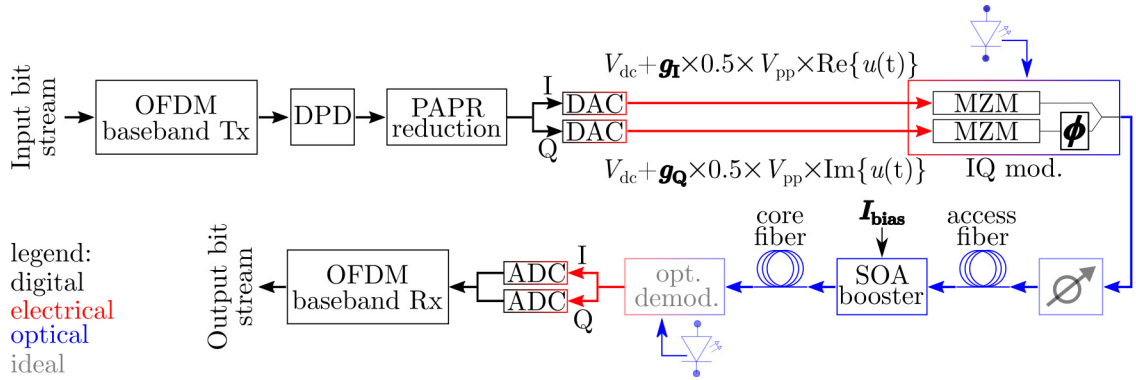 Input bit
stream
OFDM
baseband Tx
DPD
PAPR
reduction
I
Q
DAC
DAC
V_dc+g_I×0.5×V_pp×Re{u(t)}
V_dc+g_Q×0.5×V_pp×Im{u(t)}
MZM
MZM
ϕ
IQ mod.
access
fiber
I_bias
SOA
booster
core
fiber
opt.
demod.
I
Q
ADC
ADC
OFDM
baseband Rx
Output bit
stream
legend:
digital
electrical
optical
ideal